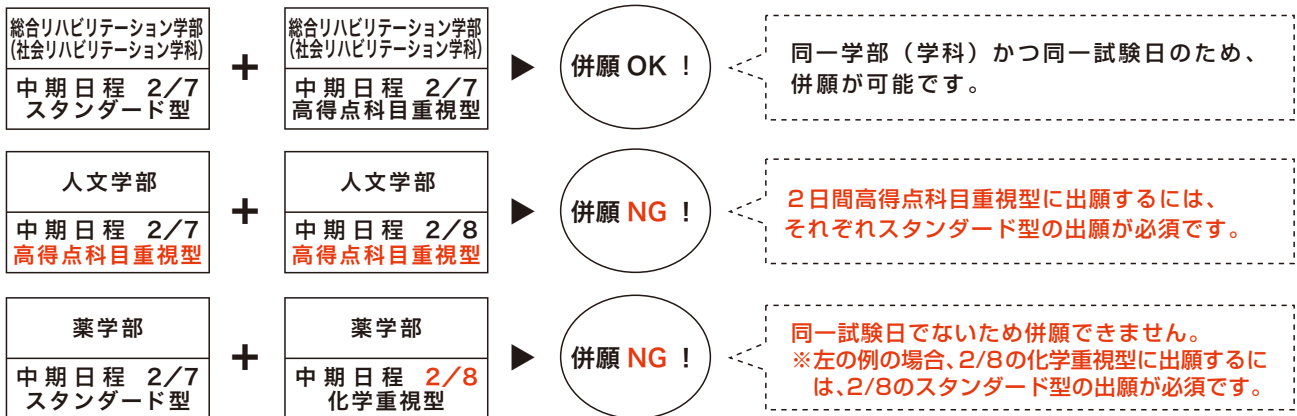 総合リハビリテーション学部
(社会リハビリテーション学科)
中期日程 2/7
スタンダード型
+
総合リハビリテーション学部
(社会リハビリテーション学科)
中期日程 2/7
高得点科目重視型
▶
併願 OK !
同一学部(学科)かつ同一試験日のため、
併願が可能です。
人文学部
中期日程 2/7
高得点科目重視型
+
人文学部
中期日程 2/8
高得点科目重視型
▶
併願 NG !
2日間高得点科目重視型に出願するには、
それぞれスタンダード型の出願が必須です。
薬学部
中期日程 2/7
スタンダード型
+
薬学部
中期日程 2/8
化学重視型
▶
併願 NG !
同一試験日でないため併願できません。
※左の例の場合、2/8の化学重視型に出願するに
は、2/8のスタンダード型の出願が必須です。